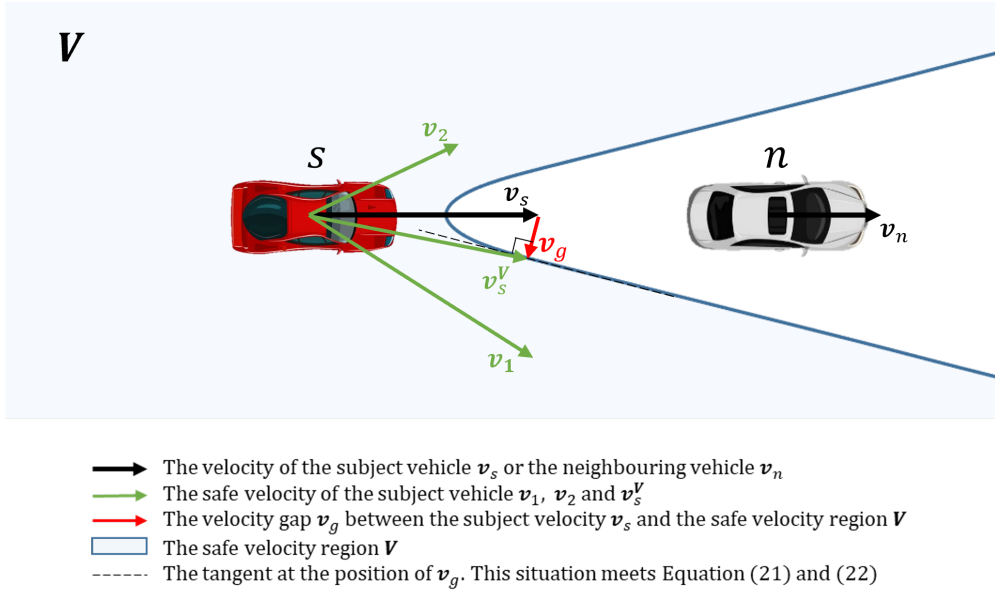 V
v₂
S
n
vₛ
vₙ
v_g
vₛⱽ
v₁
The velocity of the subject vehicle vₛ or the neighbouring vehicle vₙ
The safe velocity of the subject vehicle v₁, v₂ and vₛⱽ
The velocity gap v_g between the subject velocity vₛ and the safe velocity region V
The safe velocity region V
The tangent at the position of v_g. This situation meets Equation (21) and (22)